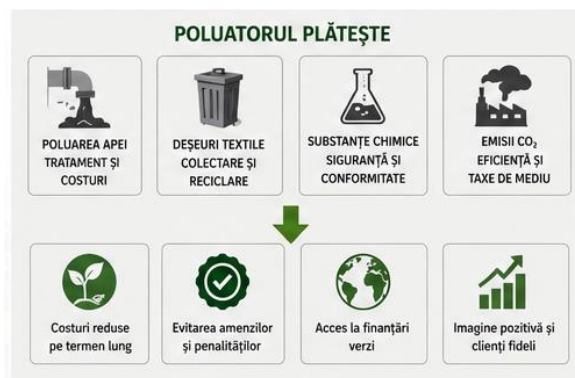 POLUATORUL PLĂTEȘTE
POLUAREA APEI
TRATAMENT ȘI
COSTURI
DEȘEURI TEXTILE
COLECTARE ȘI
RECICLARE
SUBSTANȚE CHIMICE
SIGURANȚĂ ȘI
CONFORMITATE
EMISII CO₂
EFICIENȚĂ ȘI
TAXE DE MEDIU
Costuri reduse
pe termen lung
Evitarea amenzilor
și penalităților
Acces la finanțări
verzi
Imagine pozitivă și
clienți fideli